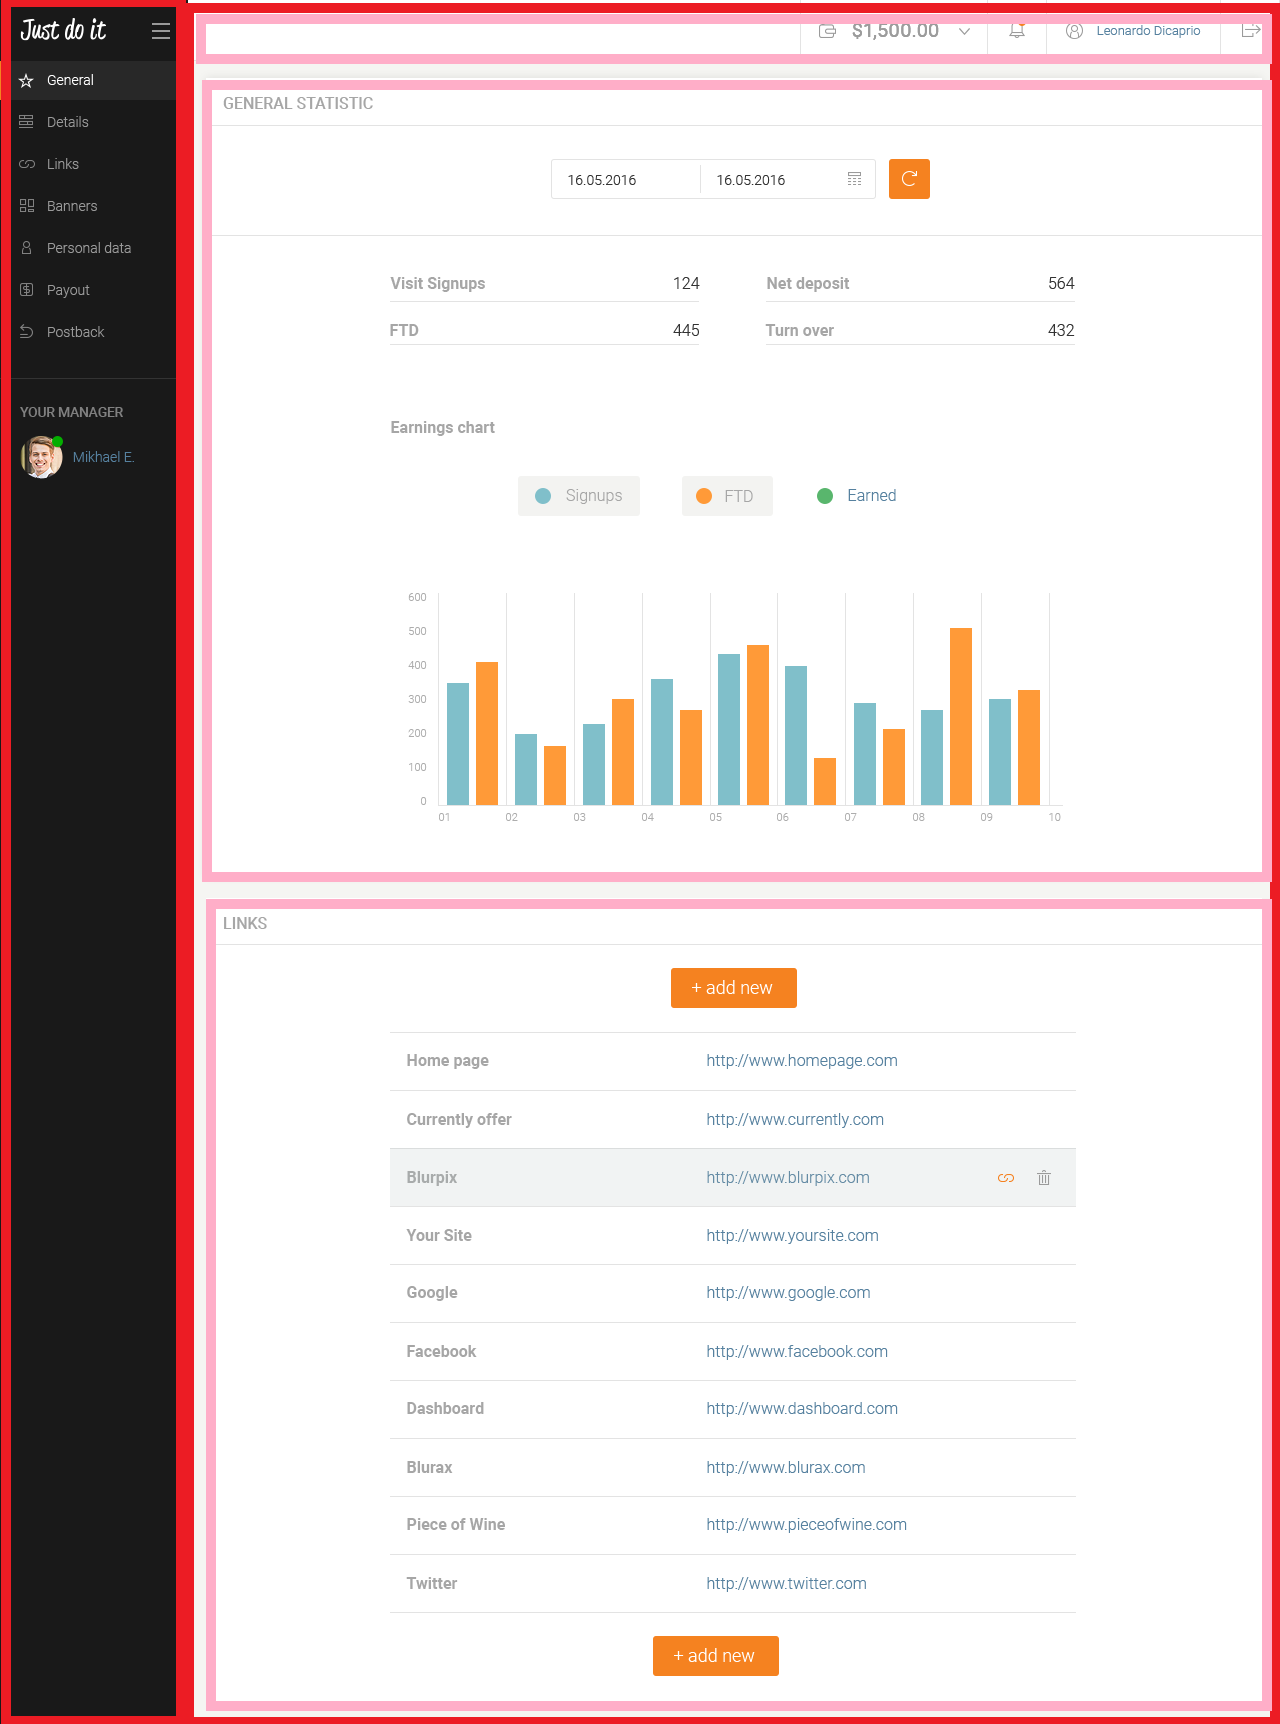 Just do it
$1,500.00
Leonardo Dicaprio
General
Details
Links
Banners
Personal data
Payout
Postback
YOUR MANAGER
Mikhael E.
GENERAL STATISTIC
16.05.2016 16.05.2016
Visit Signups 124 Net deposit 564
FTD 445 Turn over 432
Earnings chart
Signups FTD Earned
600
500
400
300
200
100
0
01 02 03 04 05 06 07 08 09 10
LINKS
+ add new
Home page http://www.homepage.com
Currently offer http://www.currently.com
Blurpix http://www.blurpix.com
Your Site http://www.yoursite.com
Google http://www.google.com
Facebook http://www.facebook.com
Dashboard http://www.dashboard.com
Blurax http://www.blurax.com
Piece of Wine http://www.pieceofwine.com
Twitter http://www.twitter.com
+ add new